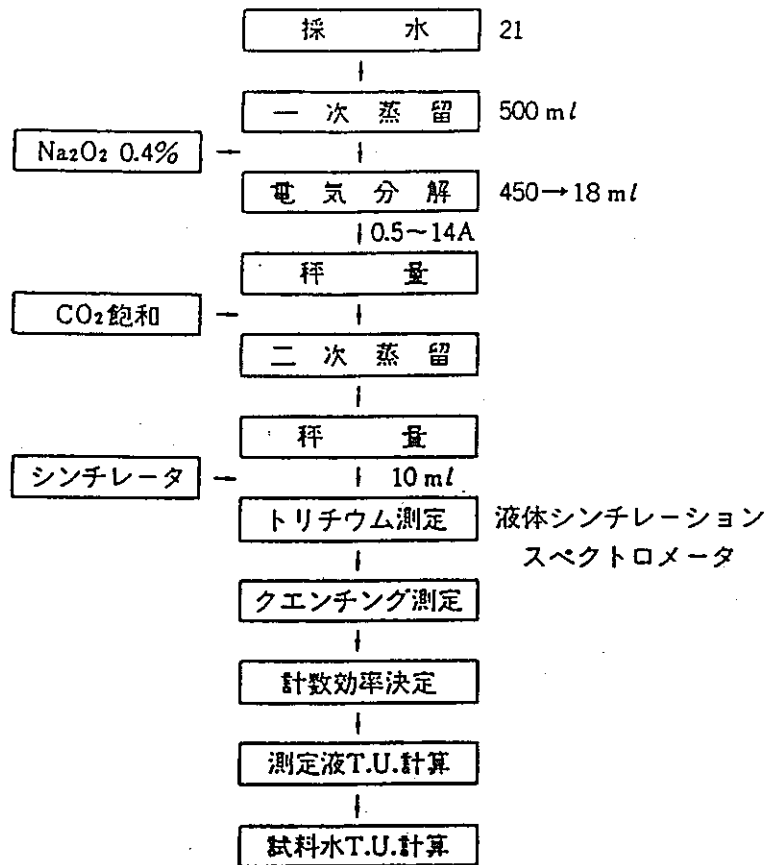 採水 21
一次蒸留 500 ml
Na₂O₂ 0.4%
電気分解 450→18 ml
0.5~14A
秤量
CO₂飽和
二次蒸留
秤量
シンチレータ 10 ml
トリチウム測定 液体シンチレーション
スペクトロメータ
クエンチング測定
計数効率決定
測定液T.U.計算
試料水T.U.計算